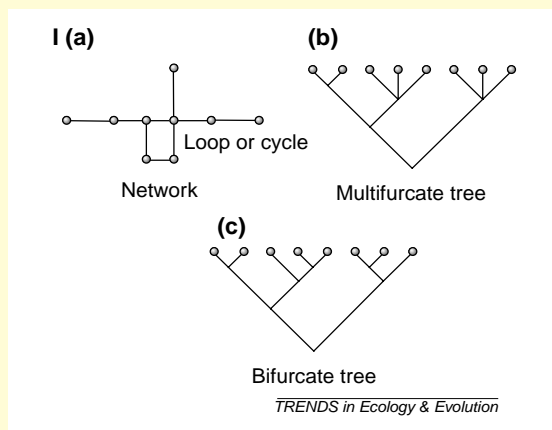 I (a)
(b)
Loop or cycle
Network
Multifurcate tree
(c)
Bifurcate tree
TRENDS in Ecology & Evolution